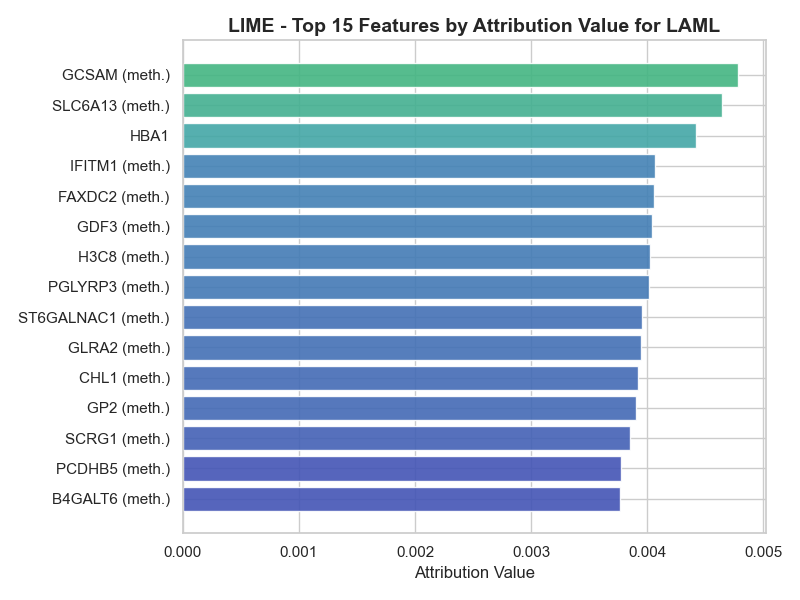 LIME - Top 15 Features by Attribution Value for LAML
GCSAM (meth.)
SLC6A13 (meth.)
HBA1
IFITM1 (meth.)
FAXDC2 (meth.)
GDF3 (meth.)
H3C8 (meth.)
PGLYRP3 (meth.)
ST6GALNAC1 (meth.)
GLRA2 (meth.)
CHL1 (meth.)
GP2 (meth.)
SCRG1 (meth.)
PCDHB5 (meth.)
B4GALT6 (meth.)
0.000 0.001 0.002 0.003 0.004 0.005
Attribution Value